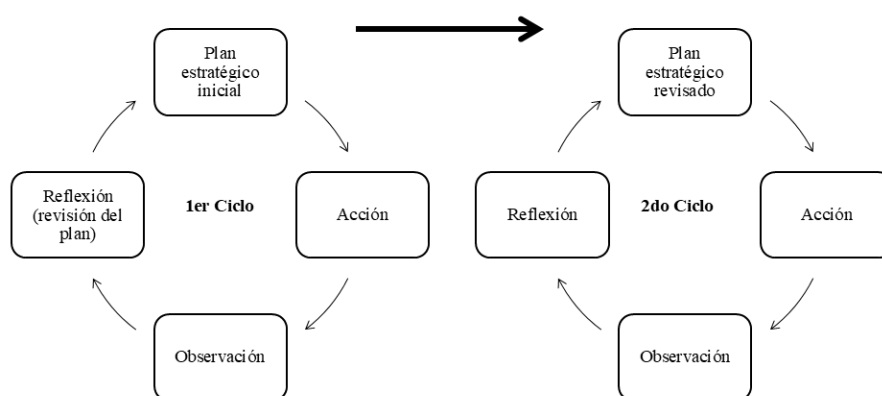 Plan
estratégico
inicial
Reflexión
(revisión del
plan)
1er Ciclo
Acción
Observación
Plan
estratégico
revisado
Reflexión
2do Ciclo
Acción
Observación